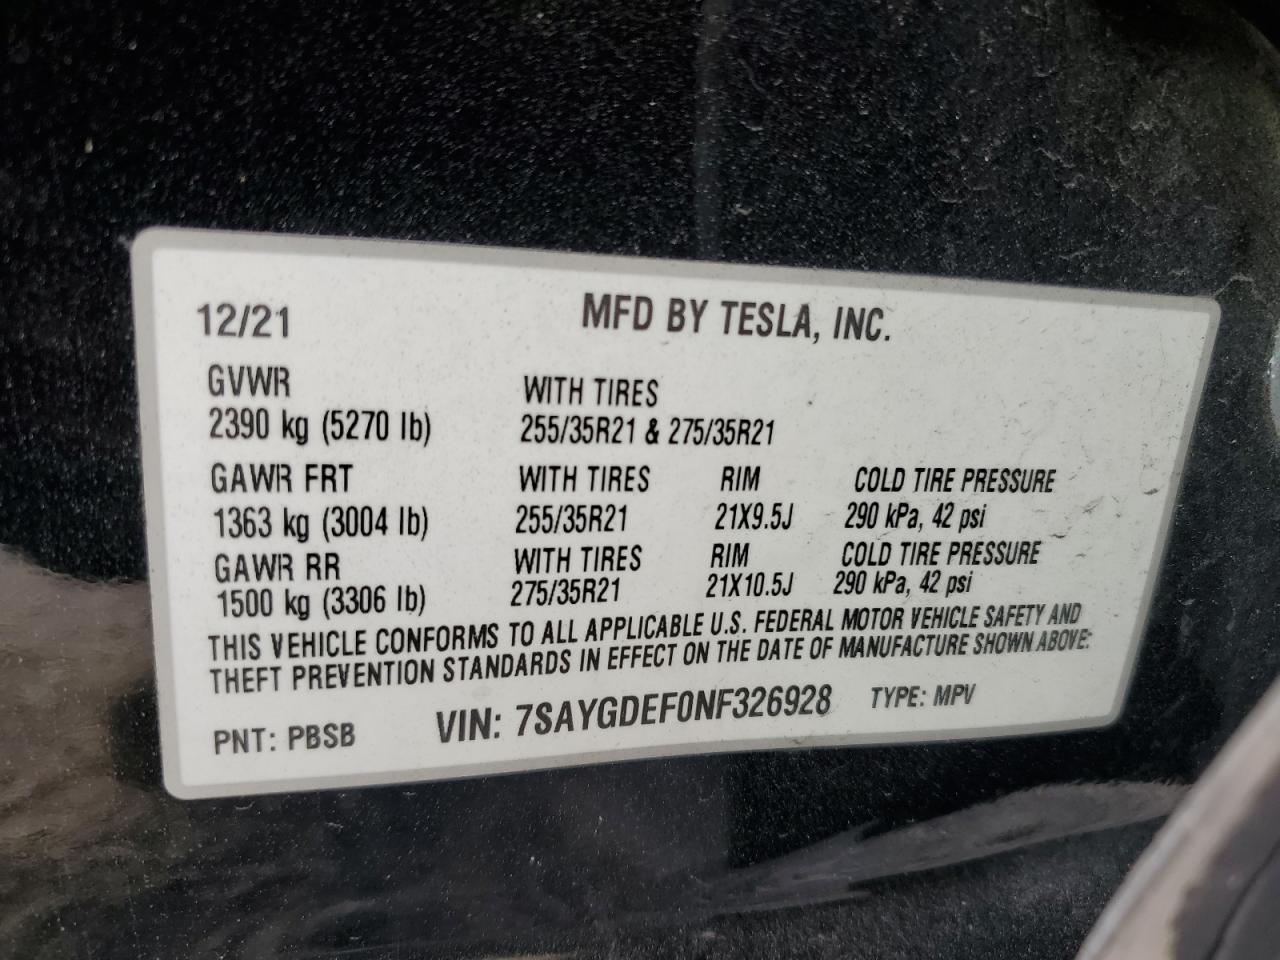 12/21 MFD BY TESLA, INC.
GVWR WITH TIRES
2390 kg (5270 lb) 255/35R21 & 275/35R21
GAWR FRT WITH TIRES RIM COLD TIRE PRESSURE
1363 kg (3004 lb) 255/35R21 21X9.5J 290 kPa, 42 psi
GAWR RR WITH TIRES RIM COLD TIRE PRESSURE
1500 kg (3306 lb) 275/35R21 21X10.5J 290 kPa, 42 psi
THIS VEHICLE CONFORMS TO ALL APPLICABLE U.S. FEDERAL MOTOR VEHICLE SAFETY AND
THEFT PREVENTION STANDARDS IN EFFECT ON THE DATE OF MANUFACTURE SHOWN ABOVE:
PNT: PBSB VIN: 7SAYGDEF0NF326928 TYPE: MPV